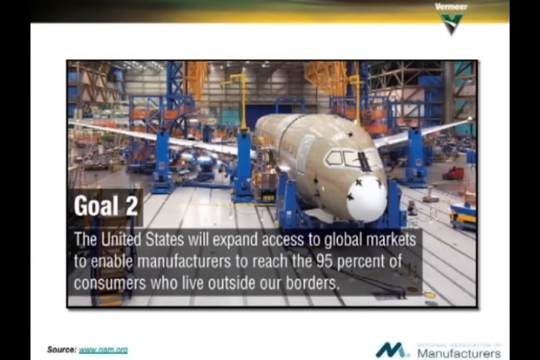 Vermeer
Goal 2
The United States will expand access to global markets
to enable manufacturers to reach the 95 percent of
consumers who live outside our borders.
Source: www.nam.org
NATIONAL ASSOCIATION OF
Manufacturers